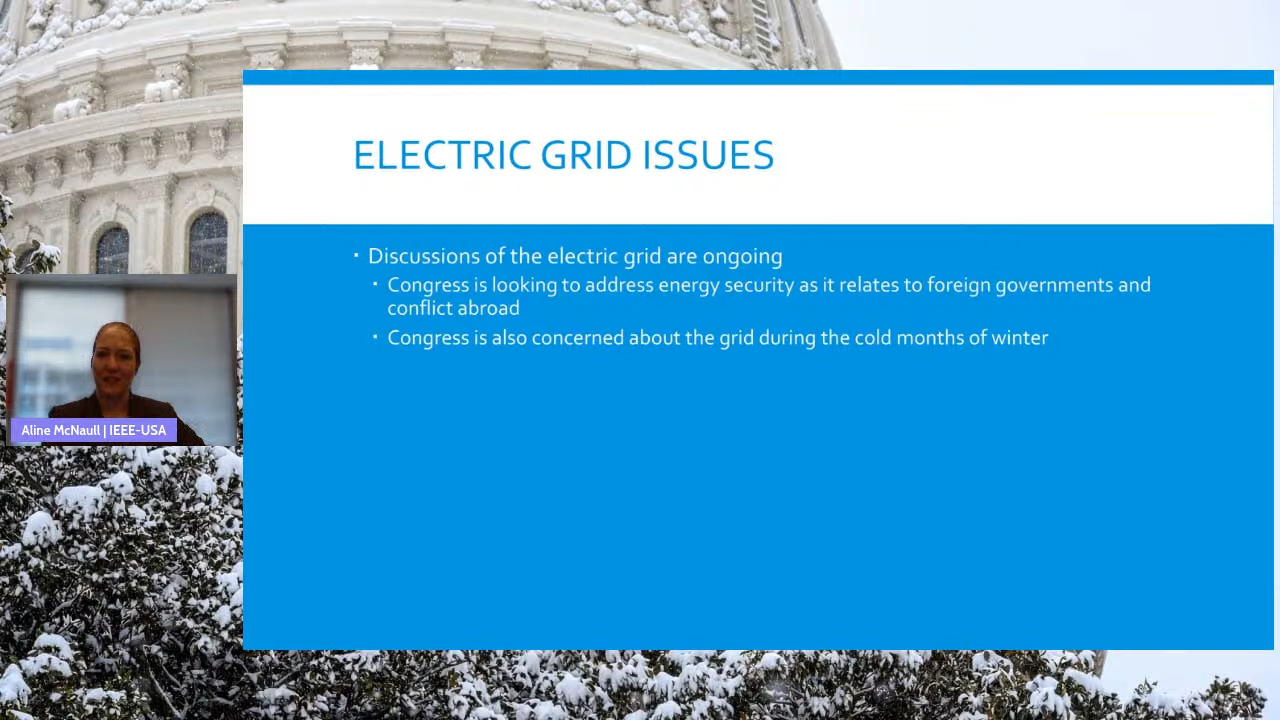 ELECTRIC GRID ISSUES
▪ Discussions of the electric grid are ongoing
▪ Congress is looking to address energy security as it relates to foreign governments and
conflict abroad
▪ Congress is also concerned about the grid during the cold months of winter
Aline McNaull | IEEE-USA